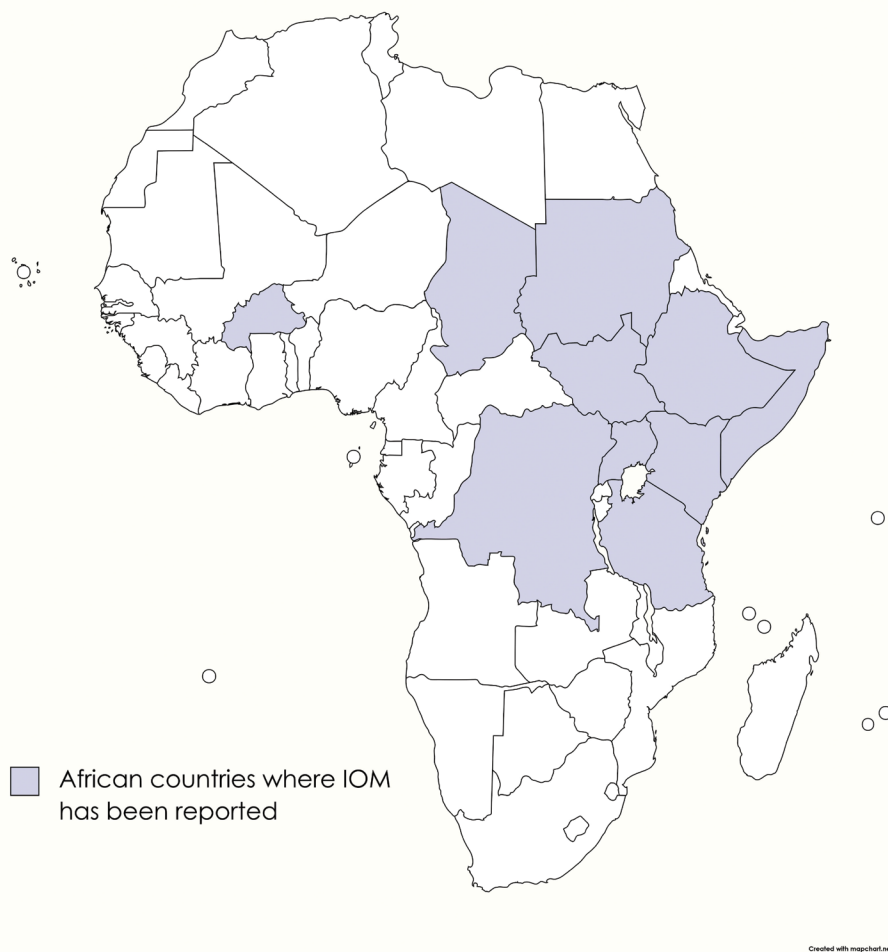 African countries where IOM
has been reported
Created with mapchart.ne